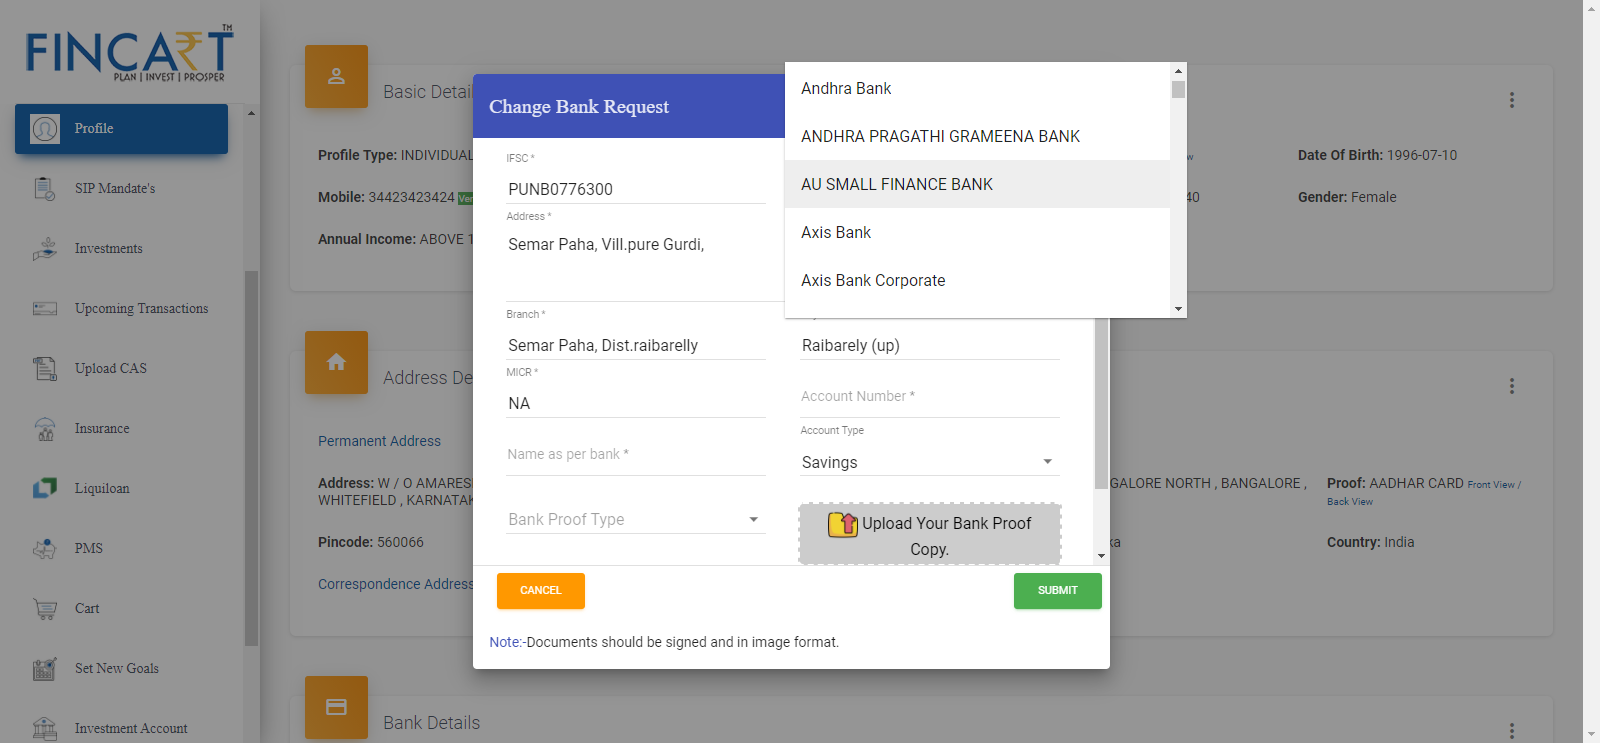 FINCART™
PLAN | INVEST | PROSPER
Profile
SIP Mandate's
Investments
Upcoming Transactions
Upload CAS
Insurance
Liquiloan
PMS
Cart
Set New Goals
Investment Account
Basic Detail
Profile Type: INDIVIDUAL
Date Of Birth: 1996-07-10
Mobile: 34423423424 Ver
40
Gender: Female
Annual Income: ABOVE 1
Address De
Permanent Address
Address: W / O AMARES
GALORE NORTH , BANGALORE ,
Proof: AADHAR CARD Front View /
WHITEFIELD , KARNATAK
Back View
Pincode: 560066
ka
Country: India
Correspondence Address
Bank Details
Change Bank Request
IFSC *
PUNB0776300
Address *
Semar Paha, Vill.pure Gurdi,
Branch *
Semar Paha, Dist.raibarelly
Raibarely (up)
MICR *
NA
Account Number *
Name as per bank *
Account Type
Savings
Bank Proof Type
Upload Your Bank Proof
Copy.
CANCEL
SUBMIT
Note:-Documents should be signed and in image format.
Andhra Bank
ANDHRA PRAGATHI GRAMEENA BANK
AU SMALL FINANCE BANK
Axis Bank
Axis Bank Corporate